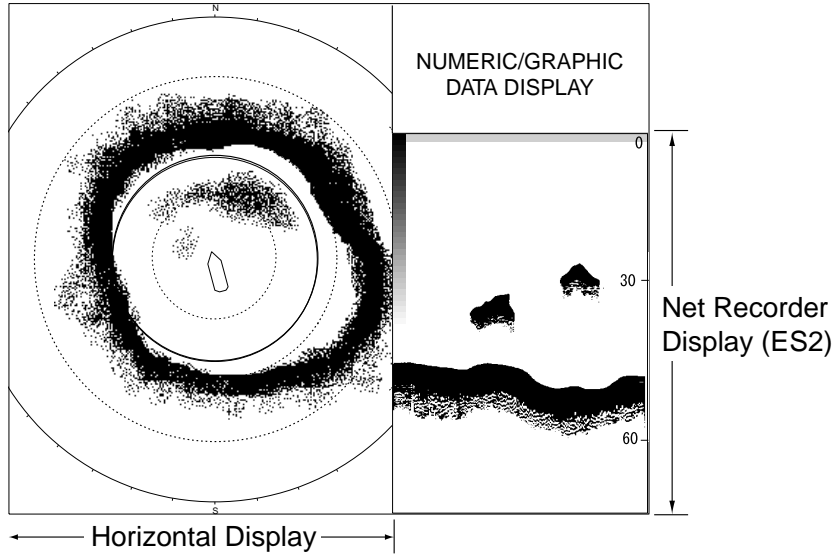 N
NUMERIC/GRAPHIC
DATA DISPLAY
0
30
60
Net Recorder
Display (ES2)
S
Horizontal Display